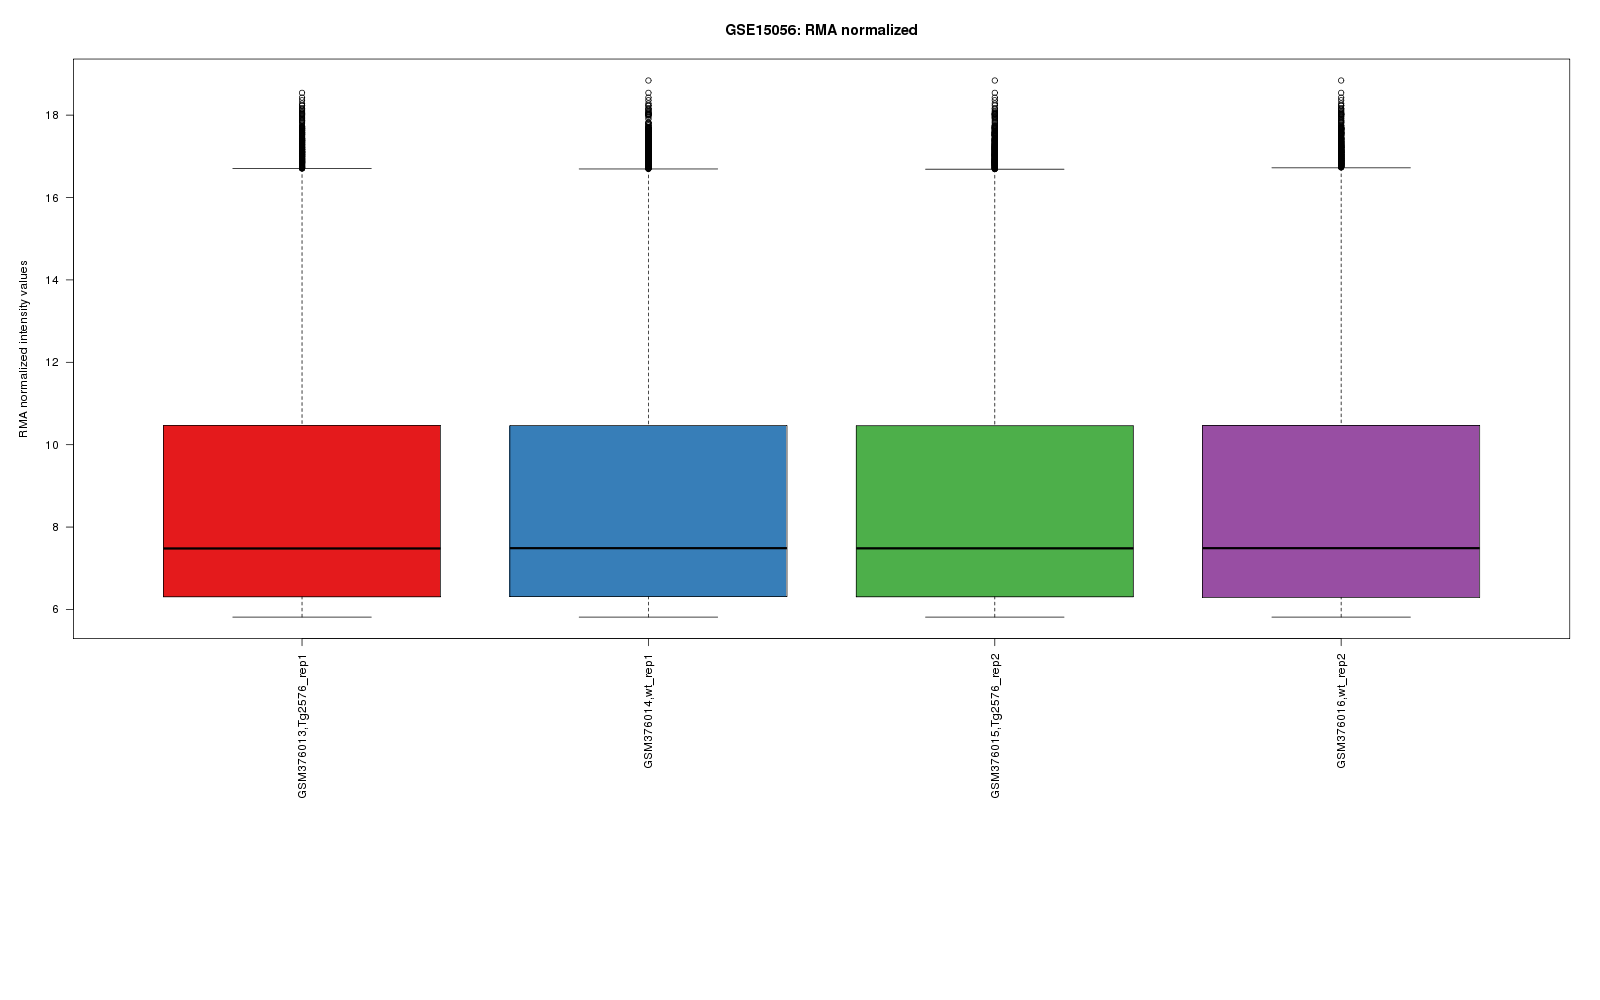 GSE15056: RMA normalized
RMA normalized intensity values
18
16
14
12
10
8
6
GSM376013,Tg2576_rep1
GSM376014,wt_rep1
GSM376015,Tg2576_rep2
GSM376016,wt_rep2